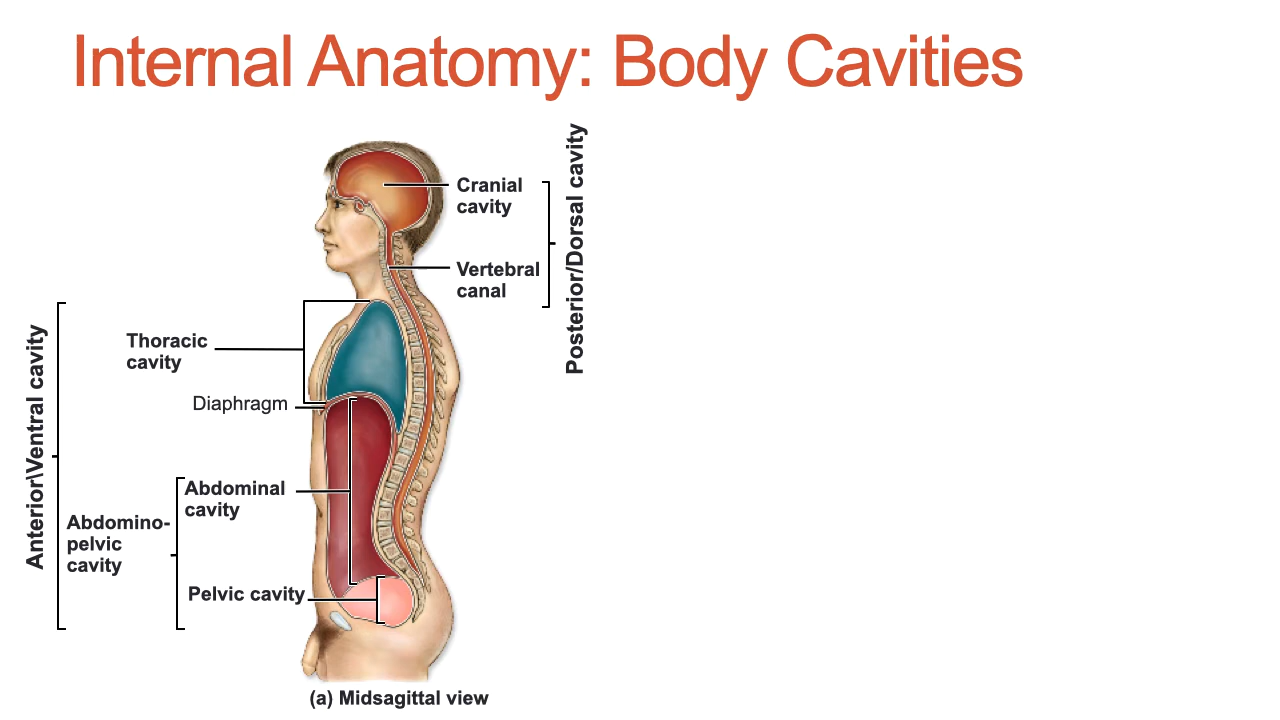 Internal Anatomy: Body Cavities
Cranial
cavity
Vertebral
canal
Posterior/Dorsal cavity
Thoracic
cavity
Diaphragm
Anterior\Ventral cavity
Abdominal
cavity
Abdomino-
pelvic
cavity
Pelvic cavity
(a) Midsagittal view